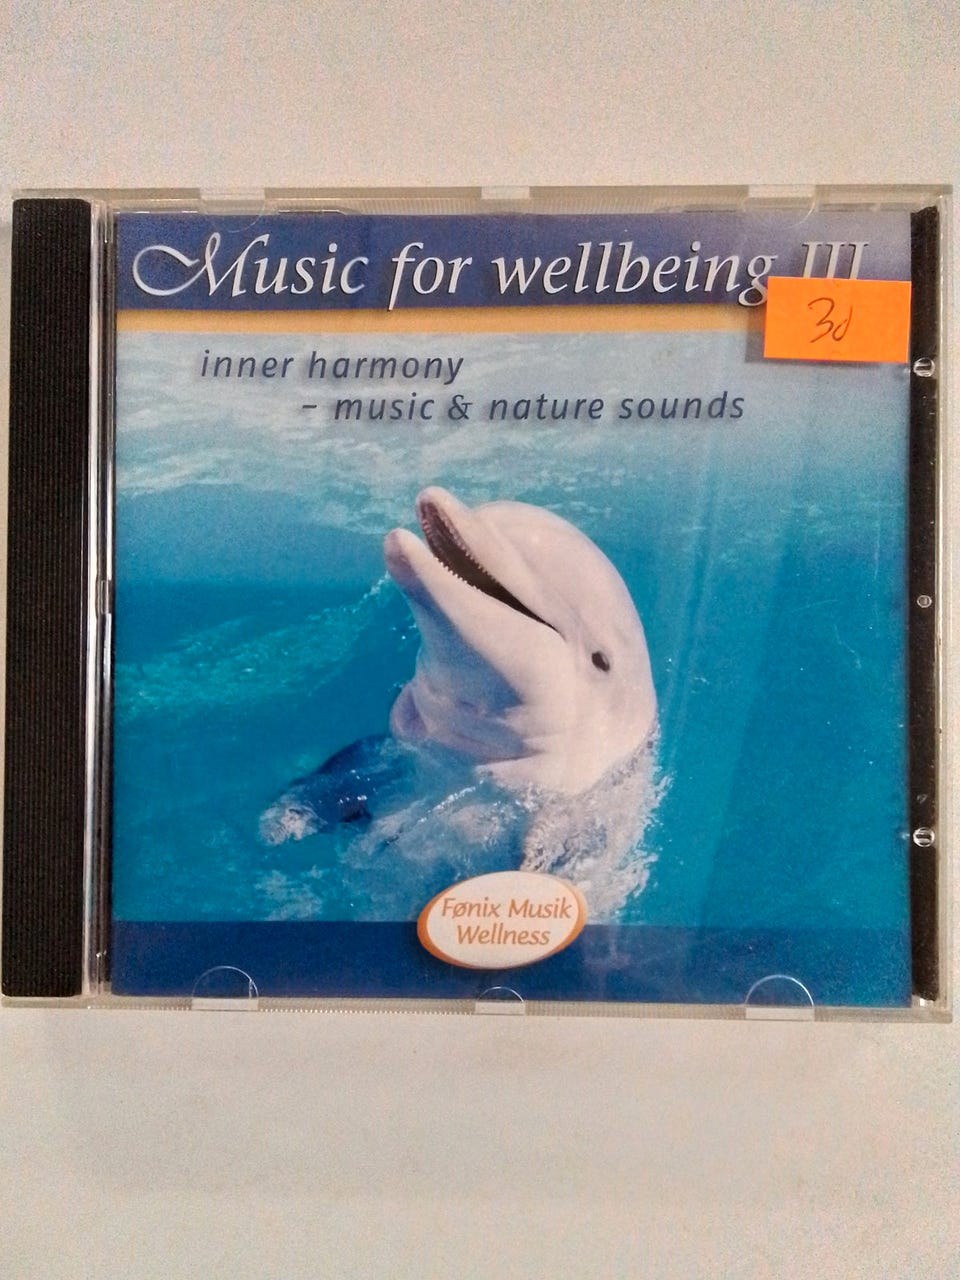 Music for wellbeing III
3d
inner harmony
– music & nature sounds
Fønix Musik
Wellness